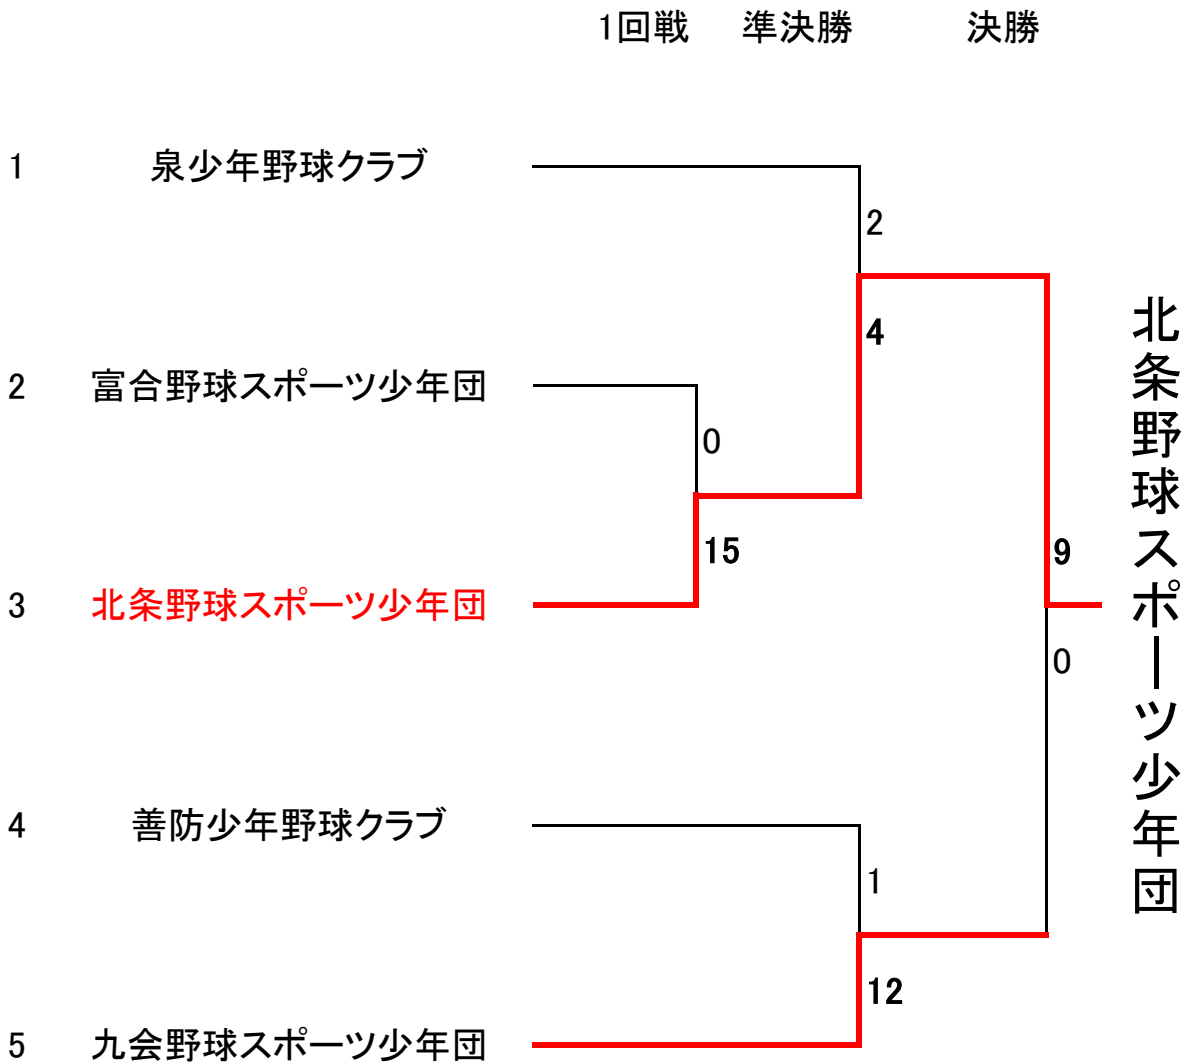 1回戦 準決勝 決勝
1 泉少年野球クラブ
2
4
2 富合野球スポーツ少年団
0
15
3 北条野球スポーツ少年団
9
0
4 善防少年野球クラブ
1
12
5 九会野球スポーツ少年団
北条野球スポーツ少年団